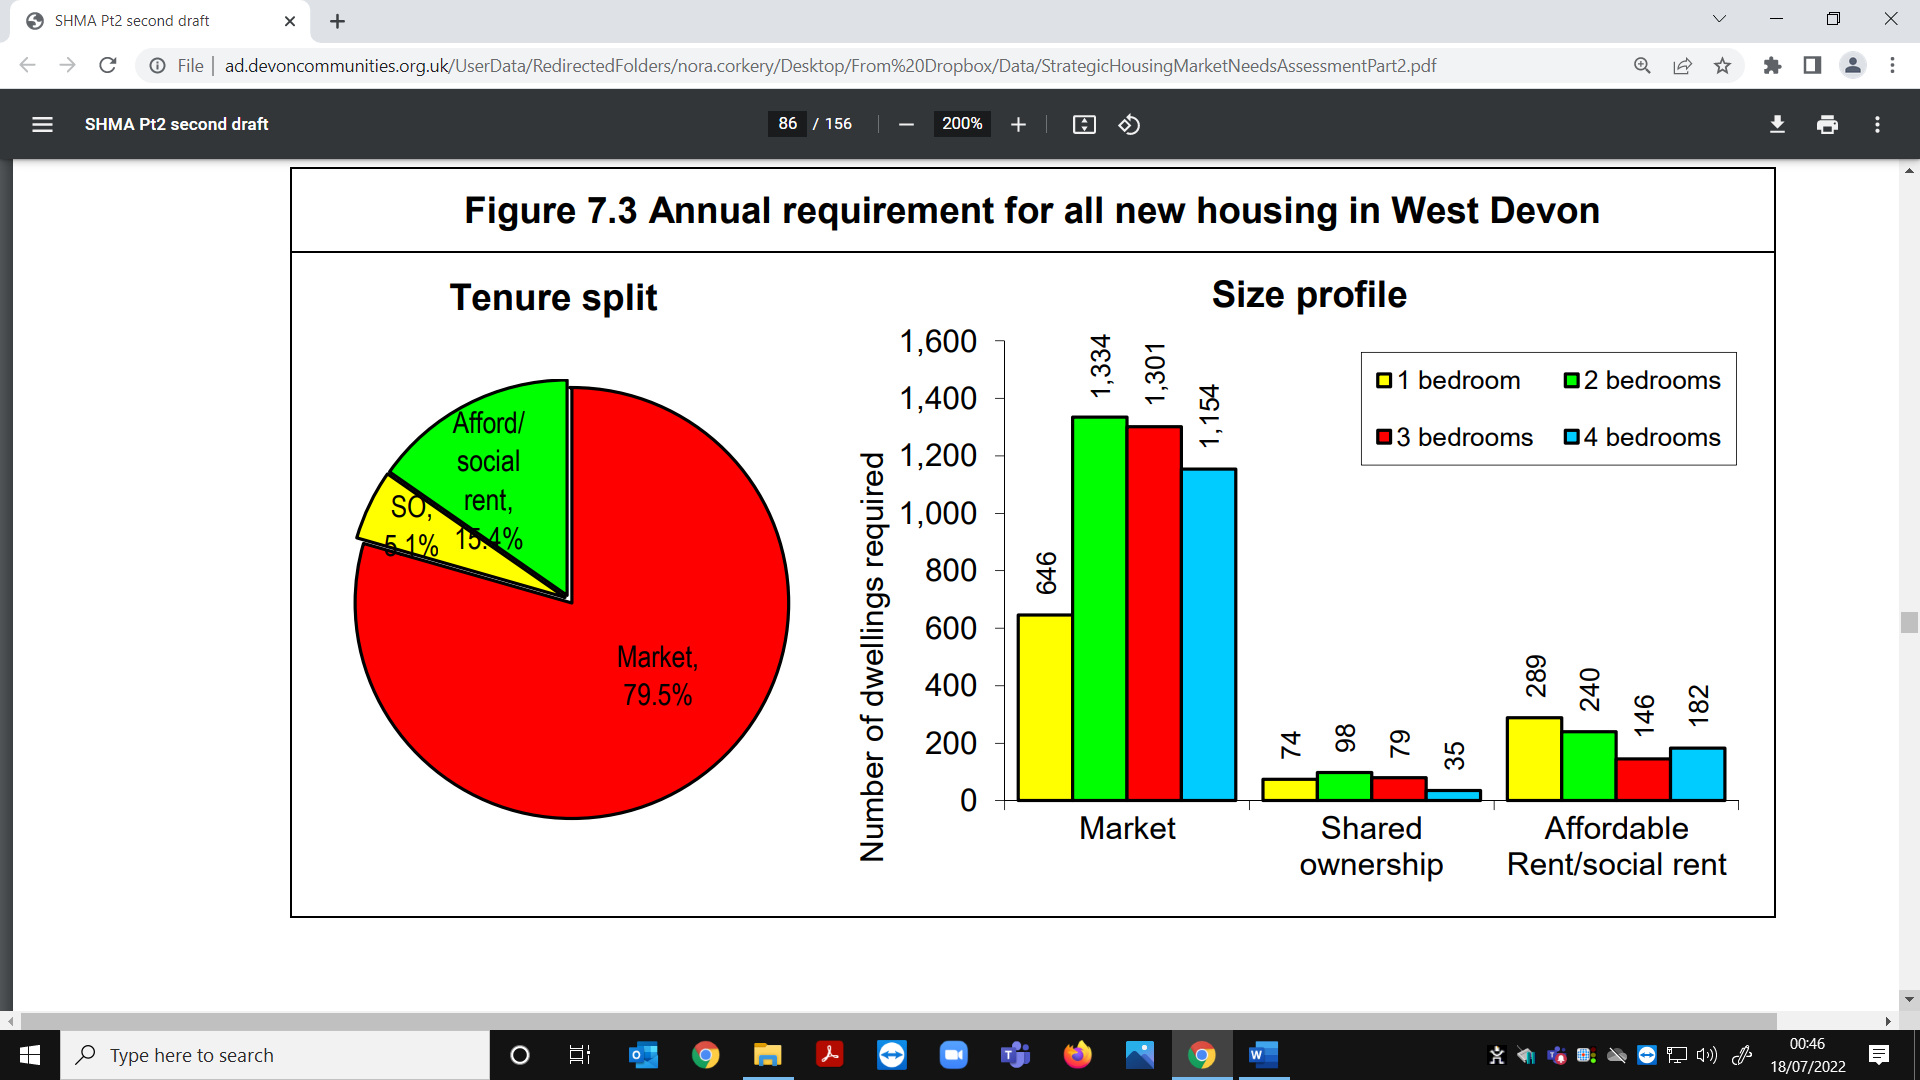 SHMA Pt2 second draft
File
ad.devoncommunities.org.uk/UserData/RedirectedFolders/nora.corkery/Desktop/From%20Dropbox/Data/StrategicHousingMarketNeedsAssessmentPart2.pdf
SHMA Pt2 second draft
86 / 156
200%
Figure 7.3 Annual requirement for all new housing in West Devon
Tenure split
Afford/
social
rent,
15.4%
SO,
5.1%
Market,
79.5%
Size profile
Number of dwellings required
1,600
1,400
1,200
1,000
800
600
400
200
0
646
1,334
1,301
1,154
74
98
79
35
289
240
146
182
1 bedroom
2 bedrooms
3 bedrooms
4 bedrooms
Market
Shared
ownership
Affordable
Rent/social rent
Type here to search
00:46
18/07/2022